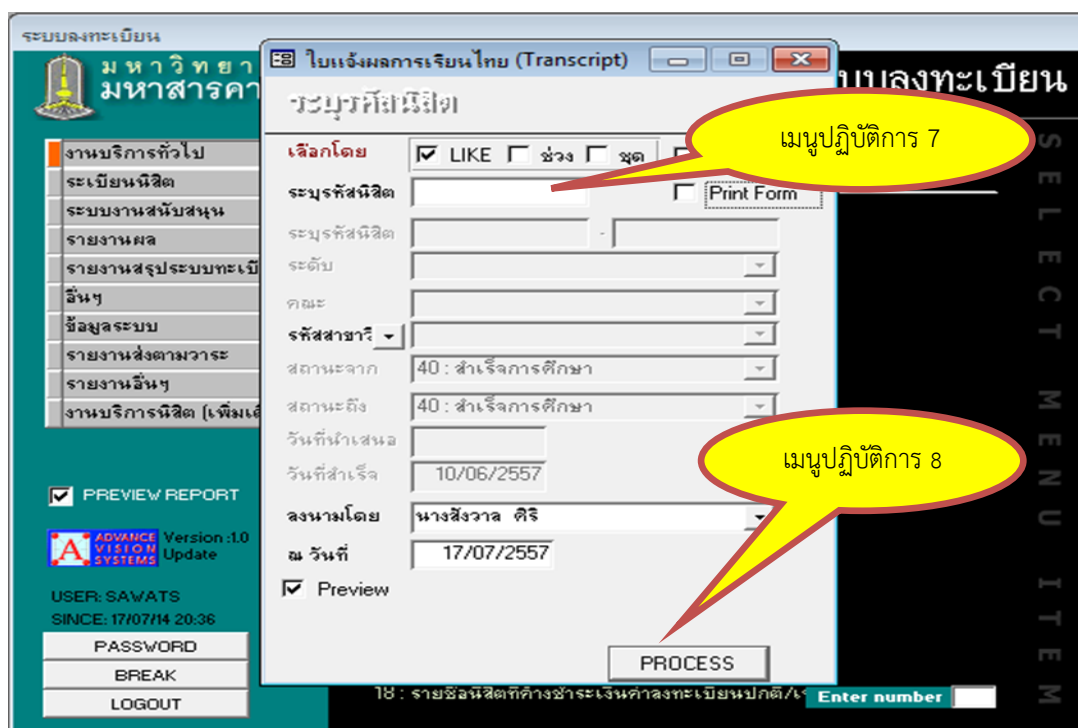 ระบบลงทะเบียน
ม ห า วิ ท ย า
มหาสารคา
บบลงทะเบียน
ใบแจ้งผลการเรียนไทย (Transcript)
ระบุรหัสนิสิต
เลือกโดย LIKE ช่วง ชุด
เมนูปฏิบัติการ 7
ระบุรหัสนิสิต Print Form
ระบุรหัสนิสิต -
ระดับ
คณะ
รหัสสาขาวิ
สถานะจาก 40 : สำเร็จการศึกษา
สถานะถึง 40 : สำเร็จการศึกษา
วันที่นำเสนอ
วันที่สำเร็จ 10/06/2557
เมนูปฏิบัติการ 8
ลงนามโดย นางสังวาล ศิริ
ณ วันที่ 17/07/2557
Preview
PROCESS
งานบริการทั่วไป
ระเบียนนิสิต
ระบบงานสนับสนุน
รายงานผล
รายงานสรุประบบทะเบี
อื่นๆ
ข้อมูลระบบ
รายงานส่งตามวาระ
รายงานอื่นๆ
งานบริการนิสิต (เพิ่มเติ
PREVIEW REPORT
A ADVANCE VISION SYSTEMS
Version :1.0
Update
USER: SAWATS
SINCE: 17/07/14 20:36
PASSWORD
BREAK
LOGOUT
18 : รายชื่อนิสิตที่ค้างชำระเงินค่าลงทะเบียนปกติ/เ
Enter number
SELECT MENU ITEM